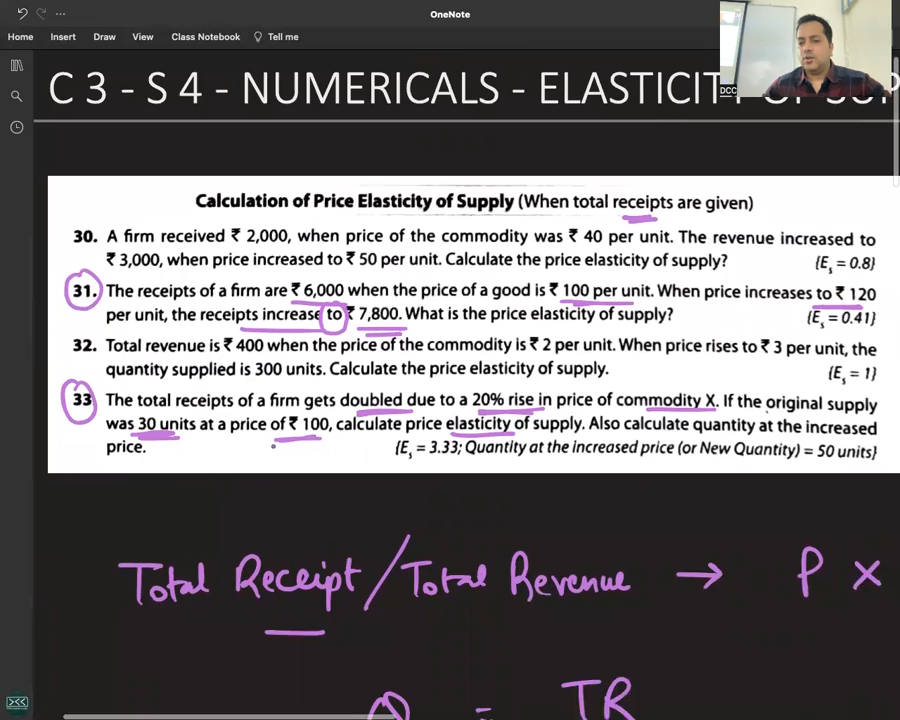 OneNote
Home Insert Draw View Class Notebook Tell me
DCC
C 3 - S 4 - NUMERICALS - ELASTICIT OF SUP
Calculation of Price Elasticity of Supply (When total receipts are given)
30. A firm received ₹ 2,000, when price of the commodity was ₹ 40 per unit. The revenue increased to
₹ 3,000, when price increased to ₹ 50 per unit. Calculate the price elasticity of supply? {Es = 0.8}
31. The receipts of a firm are ₹ 6,000 when the price of a good is ₹ 100 per unit. When price increases to ₹ 120
per unit, the receipts increase to ₹ 7,800. What is the price elasticity of supply? {Es = 0.41}
32. Total revenue is ₹ 400 when the price of the commodity is ₹ 2 per unit. When price rises to ₹ 3 per unit, the
quantity supplied is 300 units. Calculate the price elasticity of supply. {Es = 1}
33 The total receipts of a firm gets doubled due to a 20% rise in price of commodity X. If the original supply
was 30 units at a price of ₹ 100, calculate price elasticity of supply. Also calculate quantity at the increased
price. {Es = 3.33; Quantity at the increased price (or New Quantity) = 50 units}
Total Receipt / Total Revenue → P ×
Q = TR